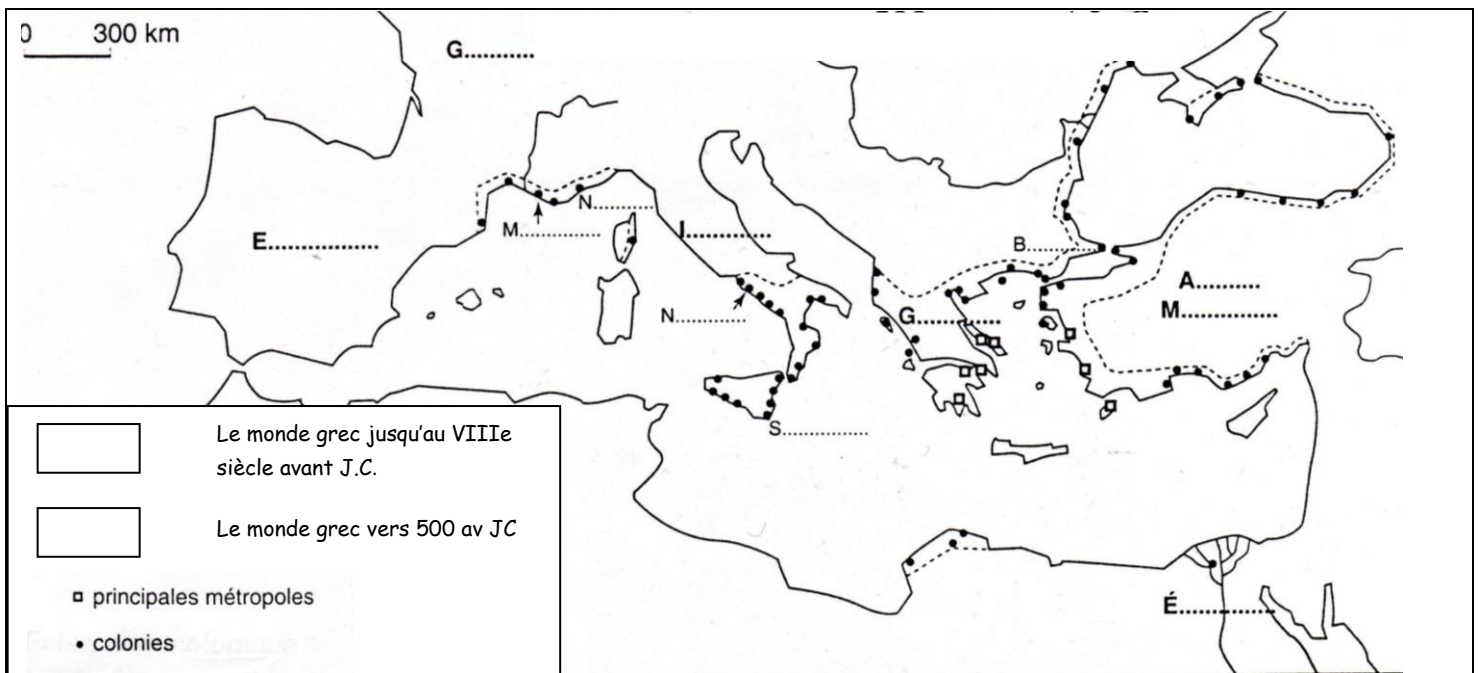 0 300 km
G..........
E................
M................
N............
I.............
B...............
N..............
G.............
A..........
M.................
S................
É..............
Le monde grec jusqu'au VIIIe
siècle avant J.C.
Le monde grec vers 500 av JC
principales métropoles
colonies